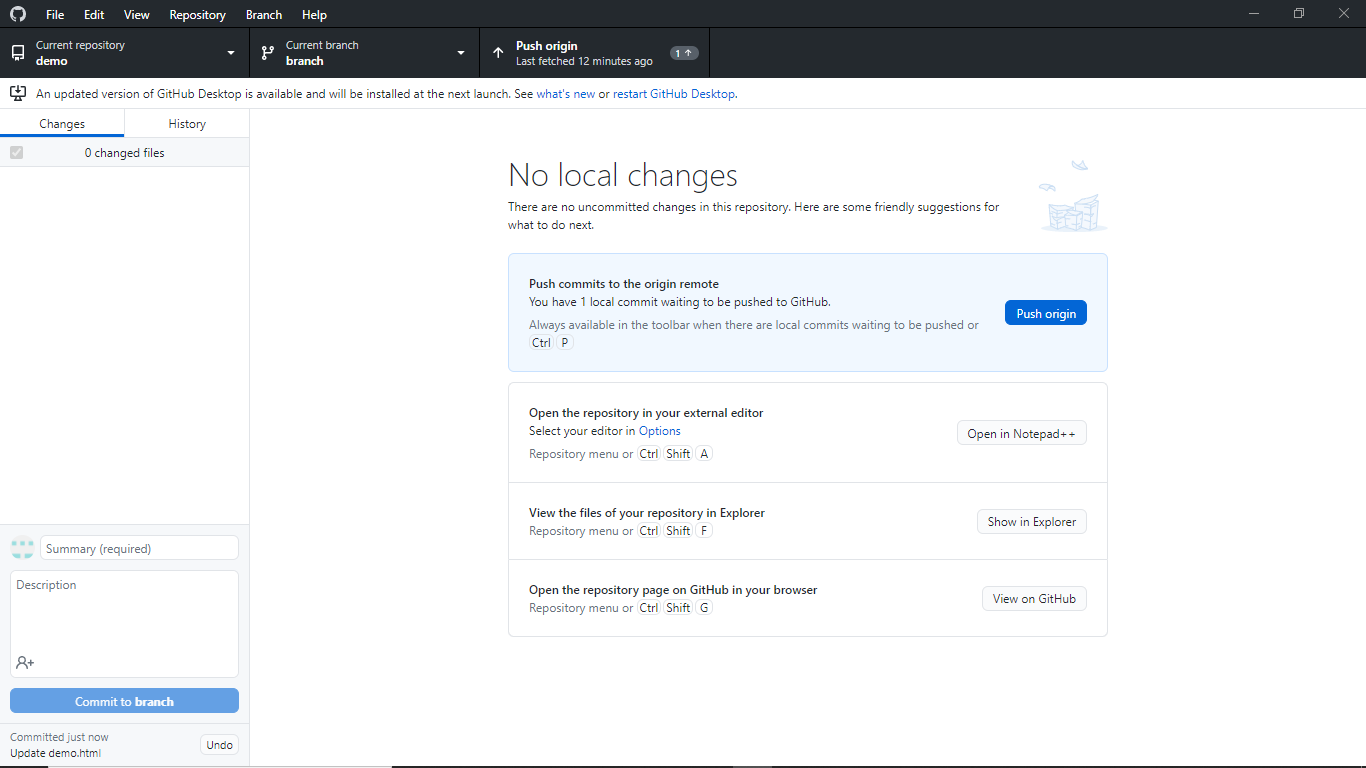 File Edit View Repository Branch Help
Current repository
demo
Current branch
branch
Push origin
Last fetched 12 minutes ago
1
An updated version of GitHub Desktop is available and will be installed at the next launch. See what's new or restart GitHub Desktop.
Changes
History
0 changed files
No local changes
There are no uncommitted changes in this repository. Here are some friendly suggestions for
what to do next.
Push commits to the origin remote
You have 1 local commit waiting to be pushed to GitHub.
Always available in the toolbar when there are local commits waiting to be pushed or
Ctrl P
Push origin
Open the repository in your external editor
Select your editor in Options
Repository menu or Ctrl Shift A
Open in Notepad++
View the files of your repository in Explorer
Repository menu or Ctrl Shift F
Show in Explorer
Open the repository page on GitHub in your browser
Repository menu or Ctrl Shift G
View on GitHub
Summary (required)
Description
Commit to branch
Committed just now
Update demo.html
Undo